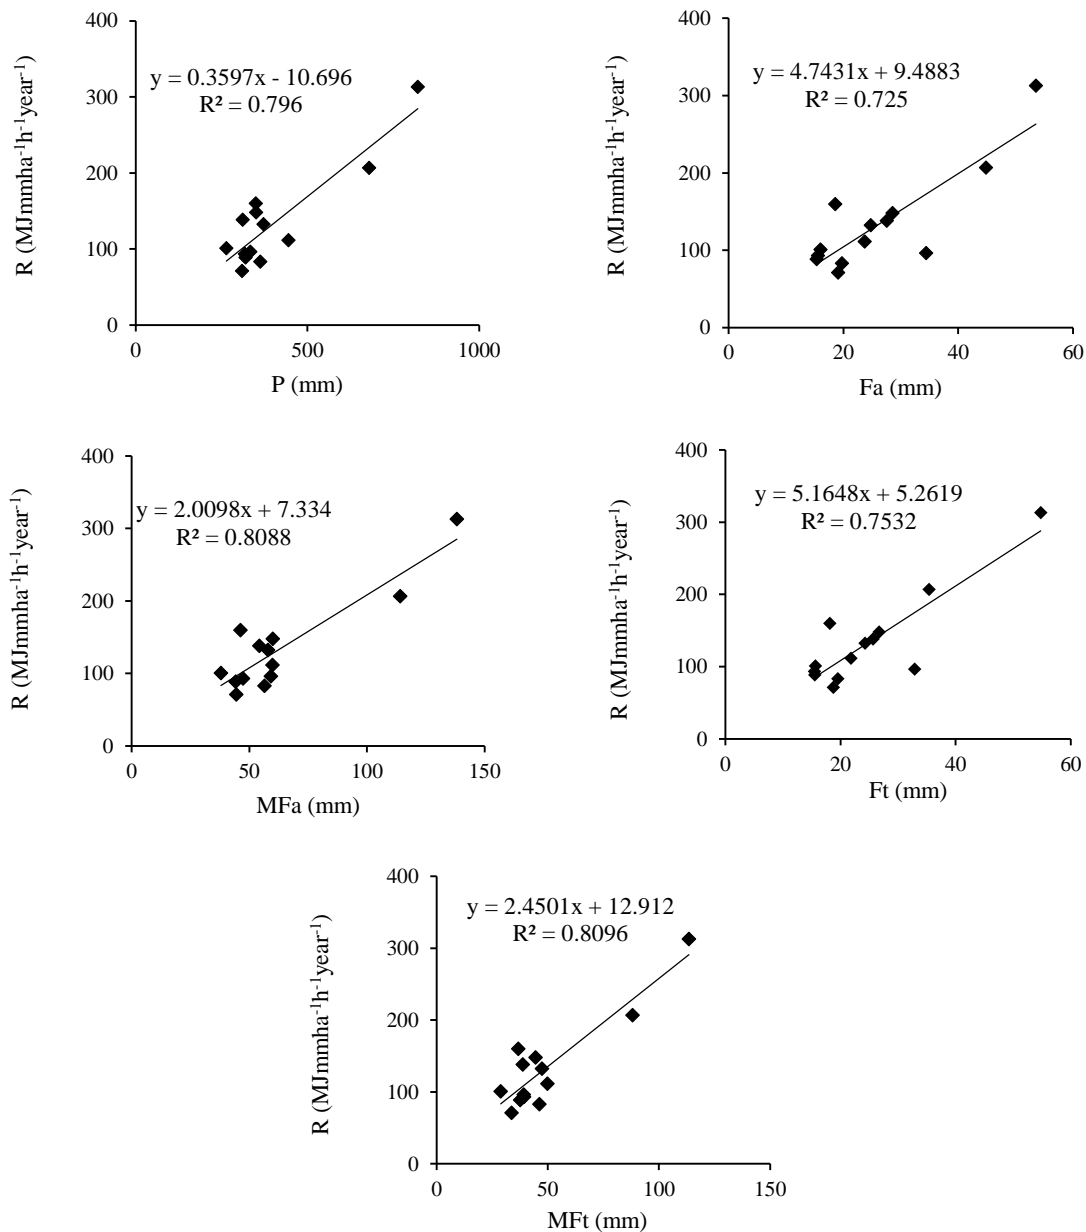 400
300
200
100
0
R (MJmmha⁻¹h⁻¹year⁻¹)
y = 0.3597x - 10.696
R² = 0.796
0 500 1000
P (mm)
400
300
200
100
0
R (MJmmha⁻¹h⁻¹year⁻¹)
y = 4.7431x + 9.4883
R² = 0.725
0 20 40 60
Fa (mm)
400
300
200
100
0
R (MJmmha⁻¹h⁻¹year⁻¹)
y = 2.0098x + 7.334
R² = 0.8088
0 50 100 150
MFa (mm)
400
300
200
100
0
R (MJmmha⁻¹h⁻¹year⁻¹)
y = 5.1648x + 5.2619
R² = 0.7532
0 20 40 60
Ft (mm)
400
300
200
100
0
R (MJmmha⁻¹h⁻¹year⁻¹)
y = 2.4501x + 12.912
R² = 0.8096
0 50 100 150
MFt (mm)